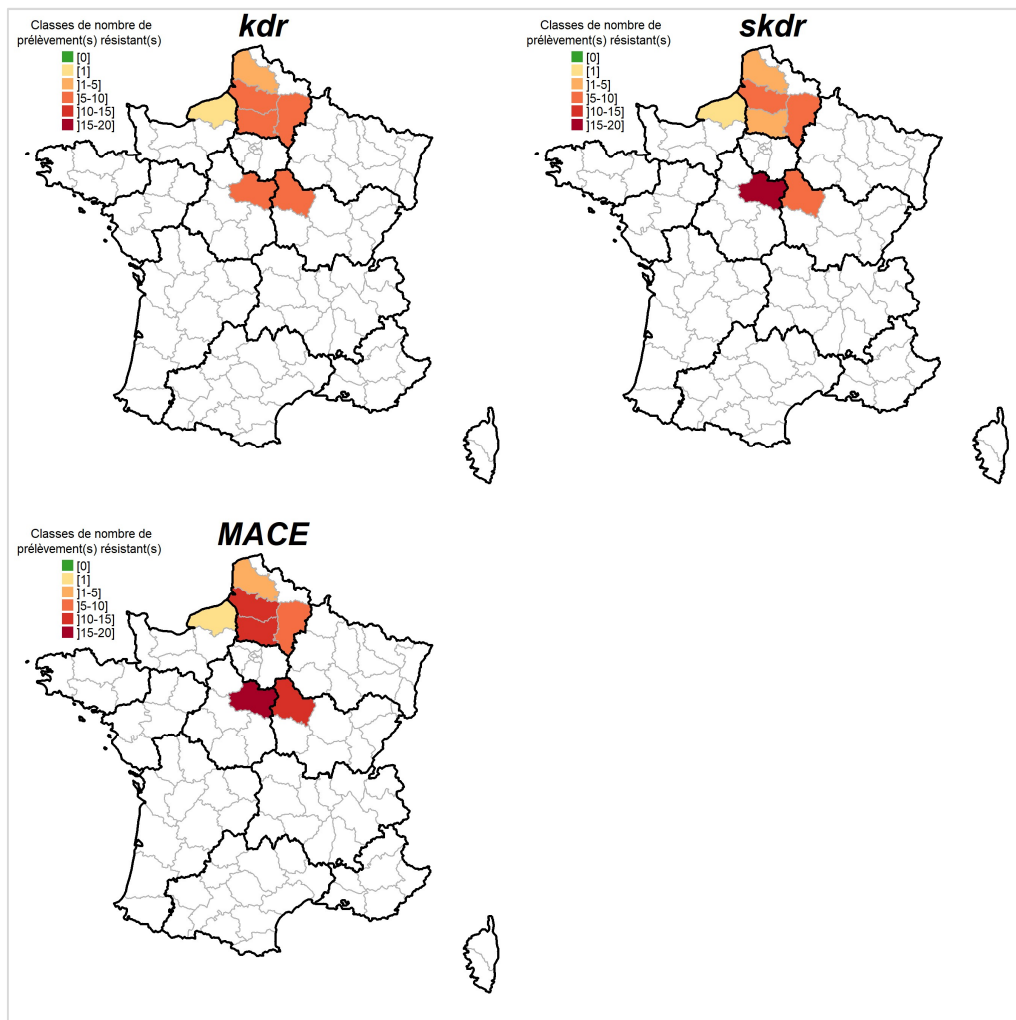 kdr
Classes de nombre de
prélèvement(s) résistant(s)
[0]
[1]
]1-5]
]5-10]
]10-15]
]15-20]
skdr
Classes de nombre de
prélèvement(s) résistant(s)
[0]
[1]
]1-5]
]5-10]
]10-15]
]15-20]
MACE
Classes de nombre de
prélèvement(s) résistant(s)
[0]
[1]
]1-5]
]5-10]
]10-15]
]15-20]